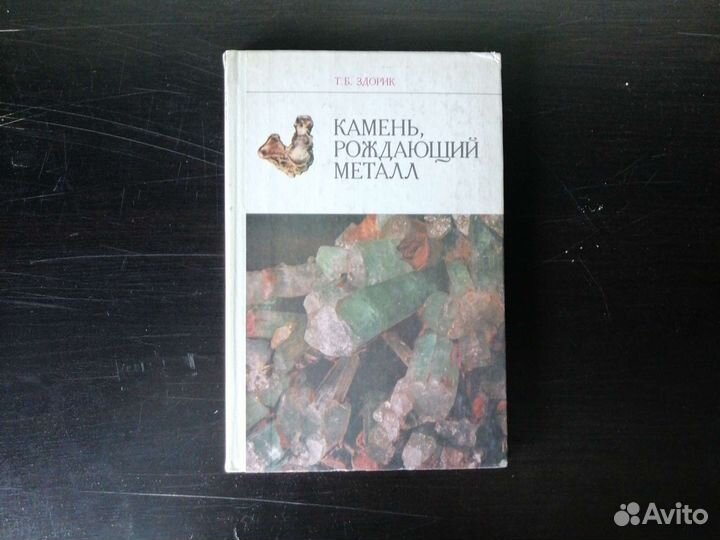 Т.Б. ЗДОРИК
КАМЕНЬ,
РОЖДАЮЩИЙ
МЕТАЛЛ
Avito